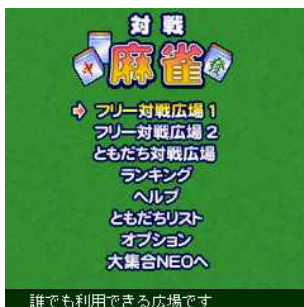 対戦
麻雀
中
發
フリー対戦広場1
フリー対戦広場2
ともだち対戦広場
ランキング
ヘルプ
ともだちリスト
オプション
大集合NEOへ
誰でも利用できる広場です